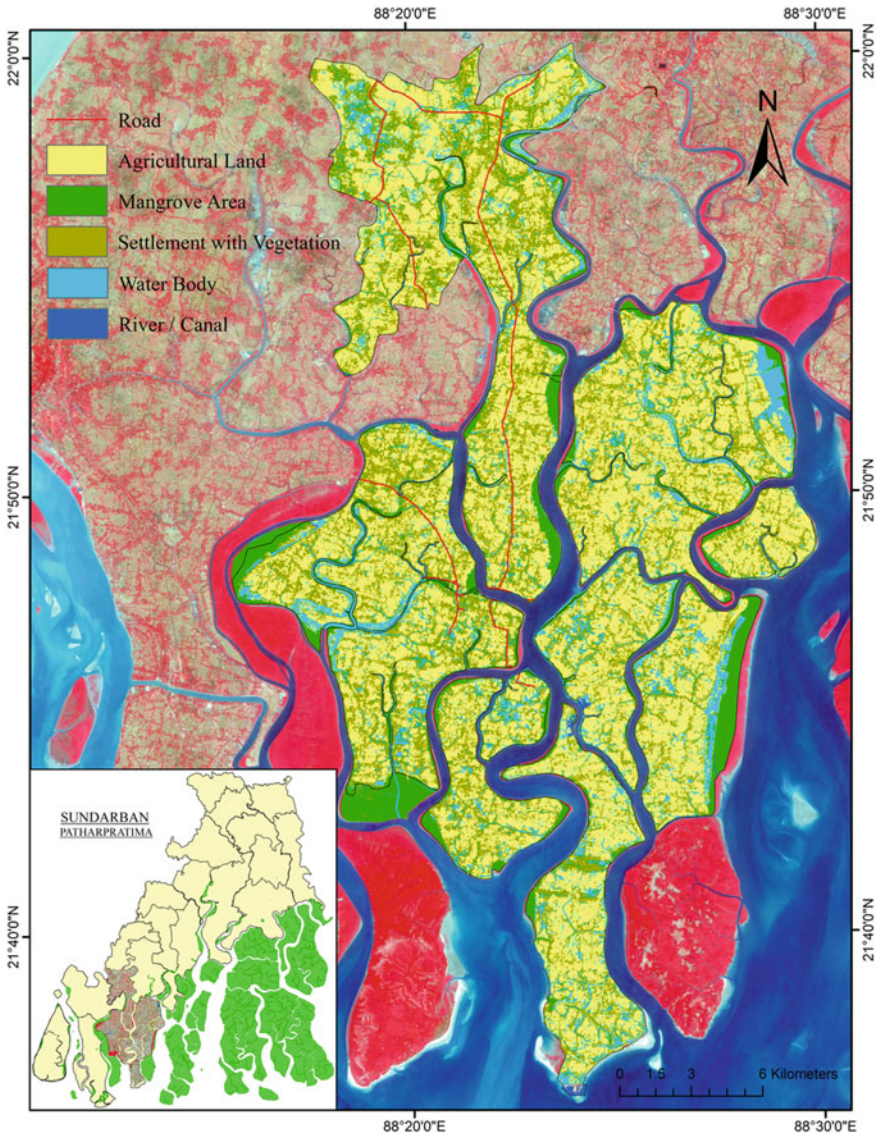 88°20'0"E
88°30'0"E
22°0'0"N
22°0'0"N
N
Road
Agricultural Land
Mangrove Area
Settlement with Vegetation
Water Body
River / Canal
21°50'0"N
21°50'0"N
SUNDARBAN
PATHARPRATIMA
21°40'0"N
21°40'0"N
0 1.5 3 6 Kilometers
88°20'0"E
88°30'0"E